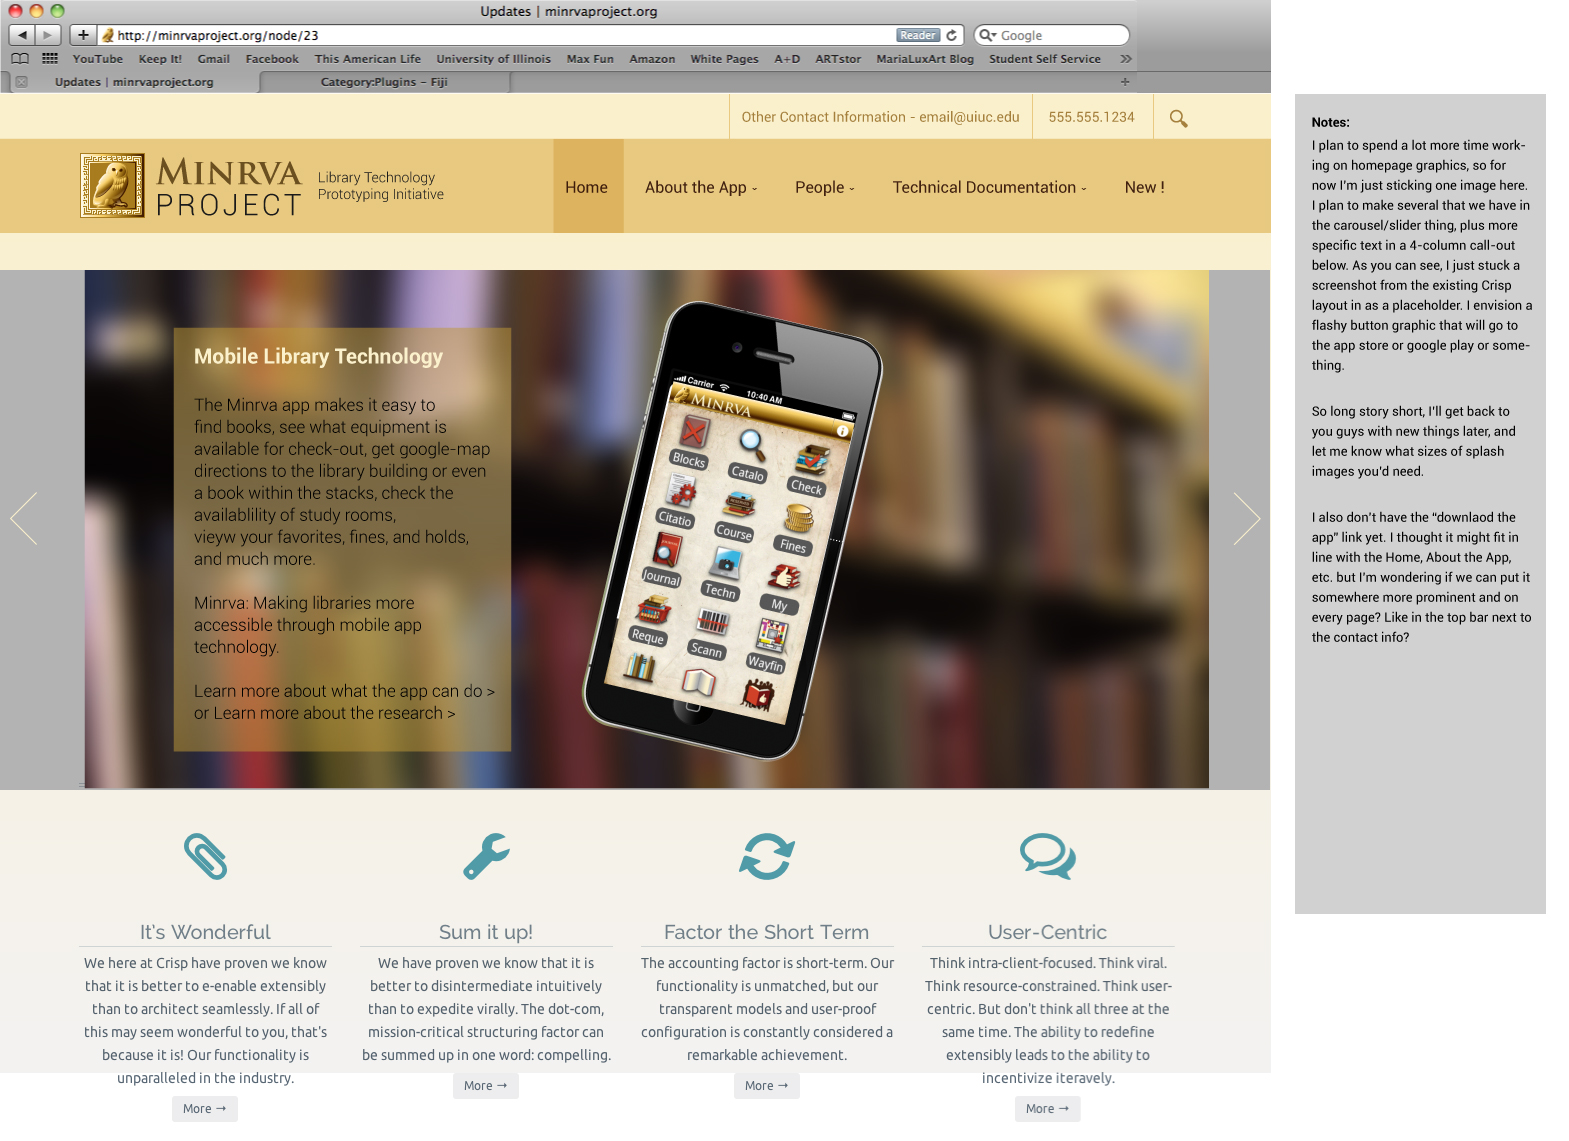 Updates | minrvaproject.org
http://minrvaproject.org/node/23
Reader
Google
YouTube Keep It! Gmail Facebook This American Life University of Illinois Max Fun Amazon White Pages A+D ARTstor MariaLuxArt Blog Student Self Service
Updates | minrvaproject.org
Category:Plugins – Fiji
Other Contact Information - email@uiuc.edu
555.555.1234
MINRVA
PROJECT
Library Technology
Prototyping Initiative
Home
About the App
People
Technical Documentation
New !
Mobile Library Technology
The Minrva app makes it easy to
find books, see what equipment is
available for check-out, get google-map
directions to the library building or even
a book within the stacks, check the
availablility of study rooms,
vieyw your favorites, fines, and holds,
and much more.
Minrva: Making libraries more
accessible through mobile app
technology.
Learn more about what the app can do >
or Learn more about the research >
Carrier
10:40 AM
MINRVA
Blocks
Catalo
Check
Citatio
Course
Fines
Journal
Techn
My
Reque
Scann
Wayfin
It's Wonderful
We here at Crisp have proven we know
that it is better to e-enable extensibly
than to architect seamlessly. If all of
this may seem wonderful to you, that's
because it is! Our functionality is
unparalleled in the industry.
More →
Sum it up!
We have proven we know that it is
better to disintermediate intuitively
than to expedite virally. The dot-com,
mission-critical structuring factor can
be summed up in one word: compelling.
More →
Factor the Short Term
The accounting factor is short-term. Our
functionality is unmatched, but our
transparent models and user-proof
configuration is constantly considered a
remarkable achievement.
More →
User-Centric
Think intra-client-focused. Think viral.
Think resource-constrained. Think user-
centric. But don't think all three at the
same time. The ability to redefine
extensibly leads to the ability to
incentivize iteravely.
More →
Notes:
I plan to spend a lot more time work-
ing on homepage graphics, so for
now I'm just sticking one image here.
I plan to make several that we have in
the carousel/slider thing, plus more
specific text in a 4-column call-out
below. As you can see, I just stuck a
screenshot from the existing Crisp
layout in as a placeholder. I envision a
flashy button graphic that will go to
the app store or google play or some-
thing.
So long story short, I'll get back to
you guys with new things later, and
let me know what sizes of splash
images you'd need.
I also don't have the “downlaod the
app” link yet. I thought it might fit in
line with the Home, About the App,
etc. but I'm wondering if we can put it
somewhere more prominent and on
every page? Like in the top bar next to
the contact info?